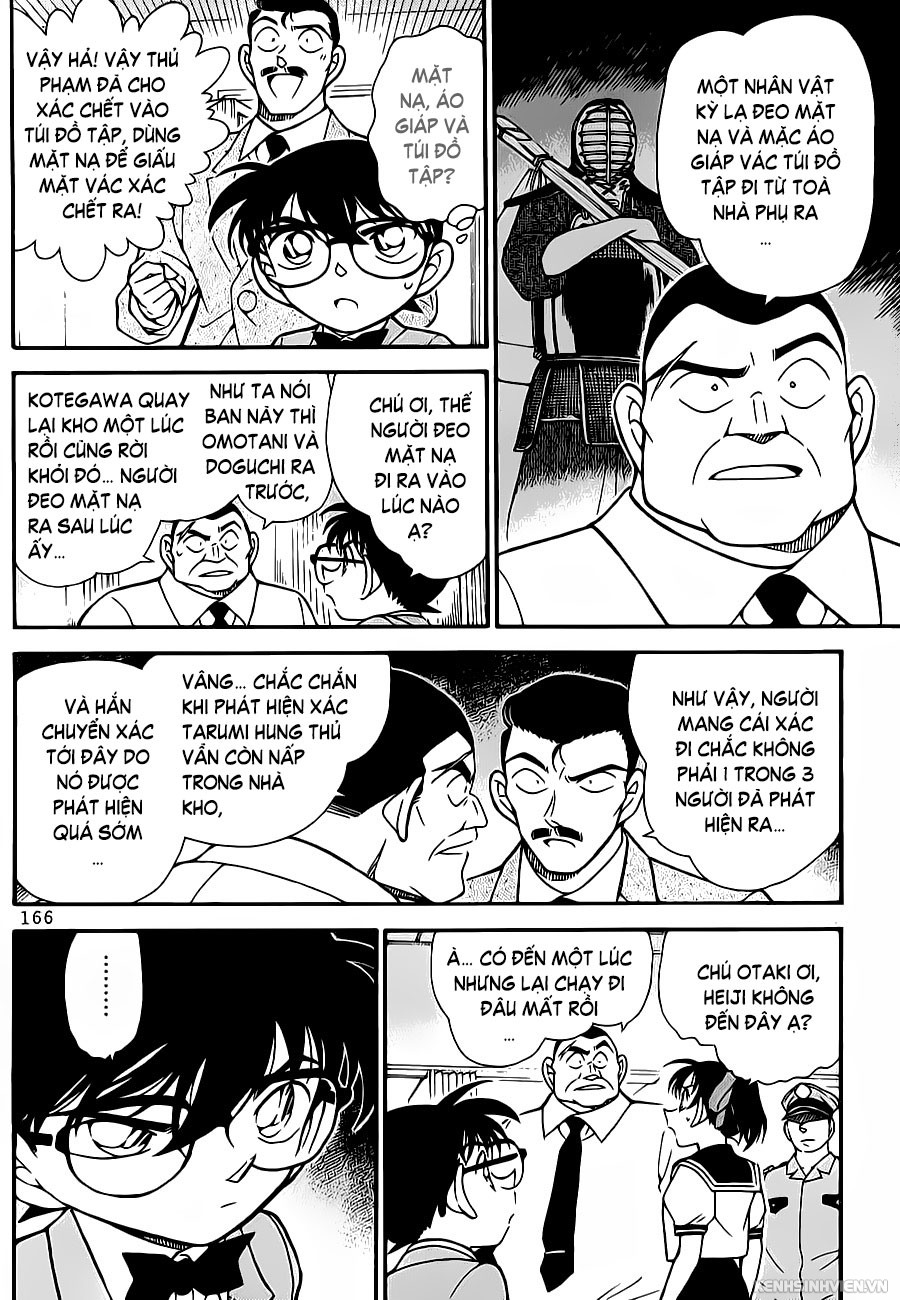 MỘT NHÂN VẬT
KỲ LẠ ĐEO MẶT
NẠ VÀ MẶC ÁO
GIÁP VÁC TÚI ĐỒ
TẬP ĐI TỪ TOÀ
NHÀ PHỤ RA
...
MẶT
NẠ, ÁO
GIÁP VÀ
TÚI ĐỒ
TẬP?
VẬY HẢ! VẬY THỦ
PHẠM ĐÃ CHO
XÁC CHẾT VÀO
TÚI ĐỒ TẬP, DÙNG
MẶT NẠ ĐỂ GIẤU
MẶT VÁC XÁC
CHẾT RA!
CHÚ ƠI, THẾ
NGƯỜI ĐEO
MẶT NẠ
ĐI RA VÀO
LÚC NÀO
Ạ?
NHƯ TA NÓI
BAN NÃY THÌ
OMOTANI VÀ
DOGUCHI RA
TRƯỚC,
KOTEGAWA QUAY
LẠI KHO MỘT LÚC
RỒI CŨNG RỜI
KHỎI ĐÓ... NGƯỜI
ĐEO MẶT NẠ
RA SAU LÚC
ẤY...
NHƯ VẬY, NGƯỜI
MANG CÁI XÁC
ĐI CHẮC KHÔNG
PHẢI 1 TRONG 3
NGƯỜI ĐÃ PHÁT
HIỆN RA...
VÂNG... CHẮC CHẮN
KHI PHÁT HIỆN XÁC
TARUMI HUNG THỦ
VẪN CÒN NẤP
TRONG NHÀ
KHO,
VÀ HẮN
CHUYỂN XÁC
TỚI ĐÂY DO
NÓ ĐƯỢC
PHÁT HIỆN
QUÁ SỚM
...
166
CHÚ OTAKI ƠI,
HEIJI KHÔNG
ĐẾN ĐÂY Ạ?
À... CÓ ĐẾN MỘT LÚC
NHƯNG LẠI CHẠY ĐI
ĐÂU MẤT RỒI
...
........
KENHSINHVIEN.VN